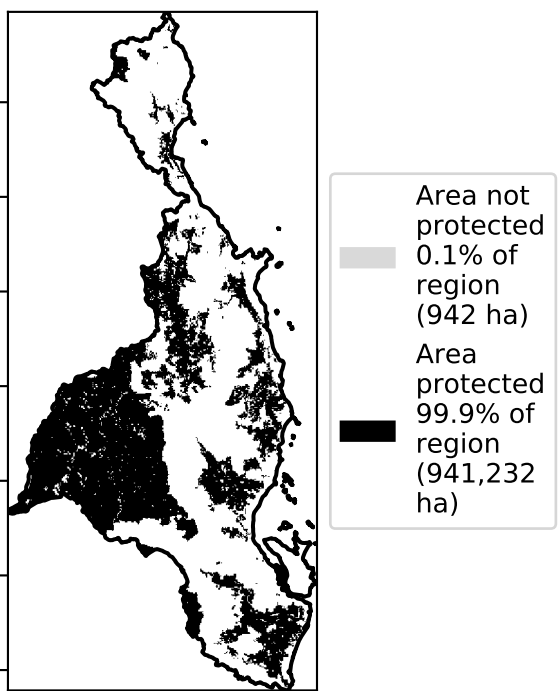 Area not
protected
0.1% of
region
(942 ha)
Area
protected
99.9% of
region
(941,232
ha)